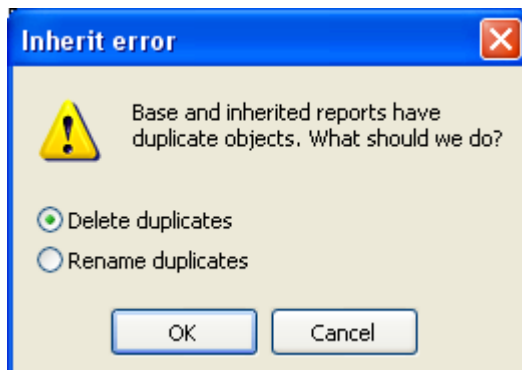 Inherit error
Base and inherited reports have
duplicate objects. What should we do?
Delete duplicates
Rename duplicates
OK
Cancel